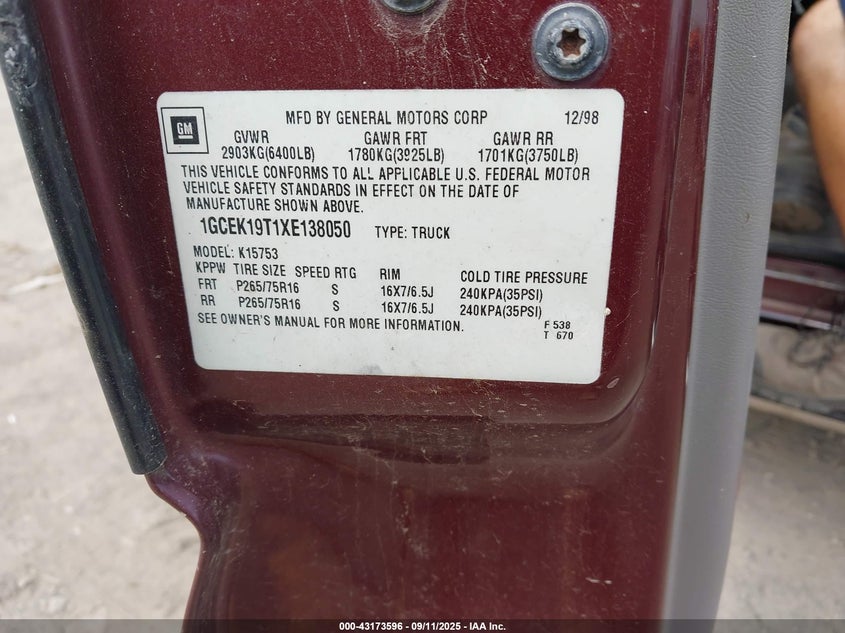 GM
MFD BY GENERAL MOTORS CORP 12/98
GVWR GAWR FRT GAWR RR
2903KG(6400LB) 1780KG(3925LB) 1701KG(3750LB)
THIS VEHICLE CONFORMS TO ALL APPLICABLE U.S. FEDERAL MOTOR
VEHICLE SAFETY STANDARDS IN EFFECT ON THE DATE OF
MANUFACTURE SHOWN ABOVE.
1GCEK19T1XE138050 TYPE: TRUCK
MODEL: K15753
KPPW TIRE SIZE SPEED RTG RIM COLD TIRE PRESSURE
FRT P265/75R16 S 16X7/6.5J 240KPA(35PSI)
RR P265/75R16 S 16X7/6.5J 240KPA(35PSI)
SEE OWNER'S MANUAL FOR MORE INFORMATION. F 538
T 670
000-43173596 - 09/11/2025 - IAA Inc.